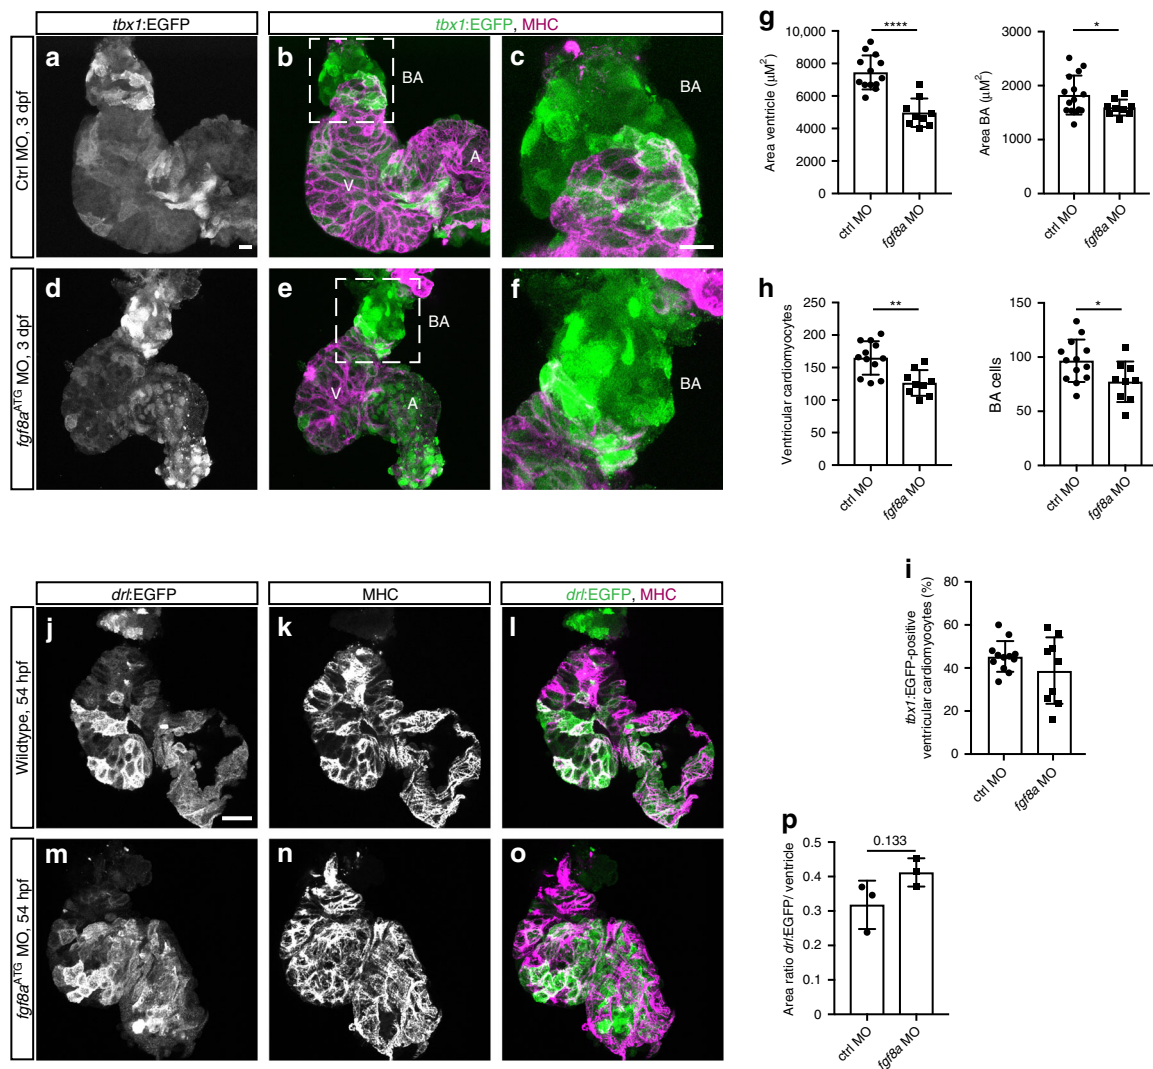 tbx1:EGFP
tbx1:EGFP, MHC
Ctrl MO, 3 dpf
a
b
BA
A
V
c
BA
fgf8aATG MO, 3 dpf
d
e
BA
V
A
f
BA
g
Area ventricle (µM2)
10,000
8000
6000
4000
2000
0
****
ctrl MO
fgf8a MO
Area BA (µM2)
3000
2000
1000
0
*
ctrl MO
fgf8a MO
h
Ventricular cardiomyocytes
250
200
150
100
50
0
**
ctrl MO
fgf8a MO
BA cells
150
100
50
0
*
ctrl MO
fgf8a MO
i
tbx1:EGFP-positive
ventricular cardiomyocytes (%)
80
60
40
20
0
ctrl MO
fgf8a MO
drl:EGFP
MHC
drl:EGFP, MHC
Wildtype, 54 hpf
j
k
l
fgf8aATG MO, 54 hpf
m
n
o
p
Area ratio drl:EGFP/ ventricle
0.5
0.4
0.3
0.2
0.1
0
0.133
ctrl MO
fgf8a MO